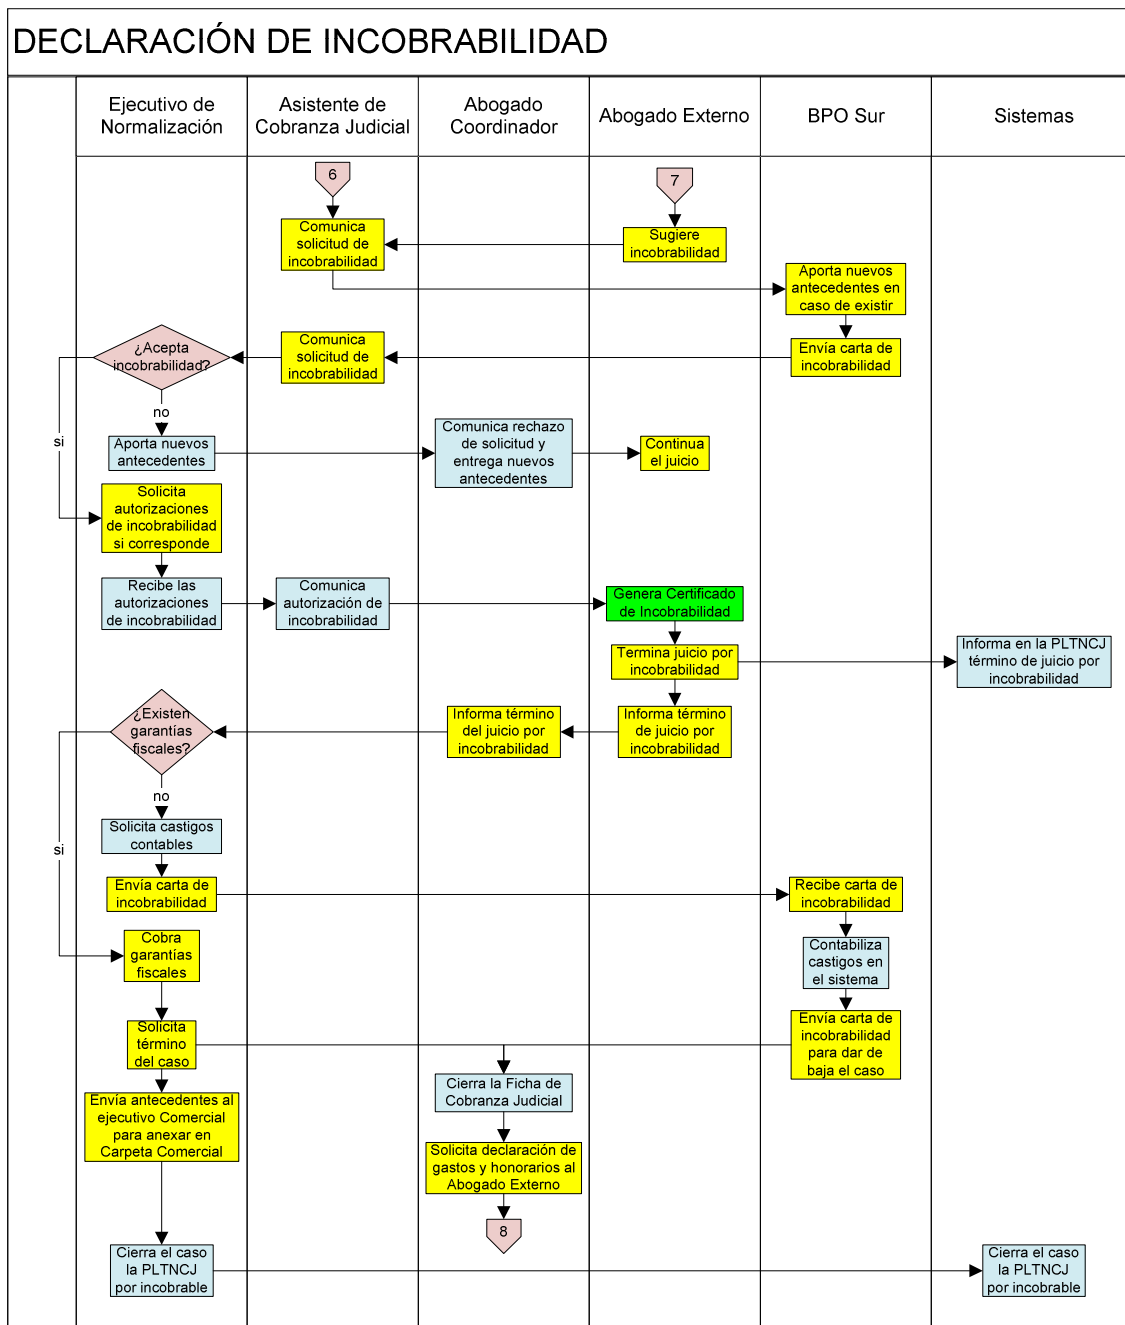 DECLARACIÓN DE INCOBRABILIDAD
Ejecutivo de
Normalización
Asistente de
Cobranza Judicial
Abogado
Coordinador
Abogado Externo
BPO Sur
Sistemas
6
7
Comunica
solicitud de
incobrabilidad
Sugiere
incobrabilidad
Aporta nuevos
antecedentes en
caso de existir
¿Acepta
incobrabilidad?
Comunica
solicitud de
incobrabilidad
Envía carta de
incobrabilidad
no
si
Aporta nuevos
antecedentes
Comunica rechazo
de solicitud y
entrega nuevos
antecedentes
Continua
el juicio
Solicita
autorizaciones
de incobrabilidad
si corresponde
Recibe las
autorizaciones
de incobrabilidad
Comunica
autorización de
incobrabilidad
Genera Certificado
de Incobrabilidad
Termina juicio por
incobrabilidad
Informa en la PLTNCJ
término de juicio por
incobrabilidad
¿Existen
garantías
fiscales?
Informa término
del juicio por
incobrabilidad
Informa término
de juicio por
incobrabilidad
no
si
Solicita castigos
contables
Envía carta de
incobrabilidad
Recibe carta de
incobrabilidad
Cobra
garantías
fiscales
Contabiliza
castigos en
el sistema
Solicita
término
del caso
Envía carta de
incobrabilidad
para dar de
baja el caso
Cierra la Ficha de
Cobranza Judicial
Envía antecedentes al
ejecutivo Comercial
para anexar en
Carpeta Comercial
Solicita declaración de
gastos y honorarios al
Abogado Externo
8
Cierra el caso
la PLTNCJ
por incobrable
Cierra el caso
la PLTNCJ
por incobrable